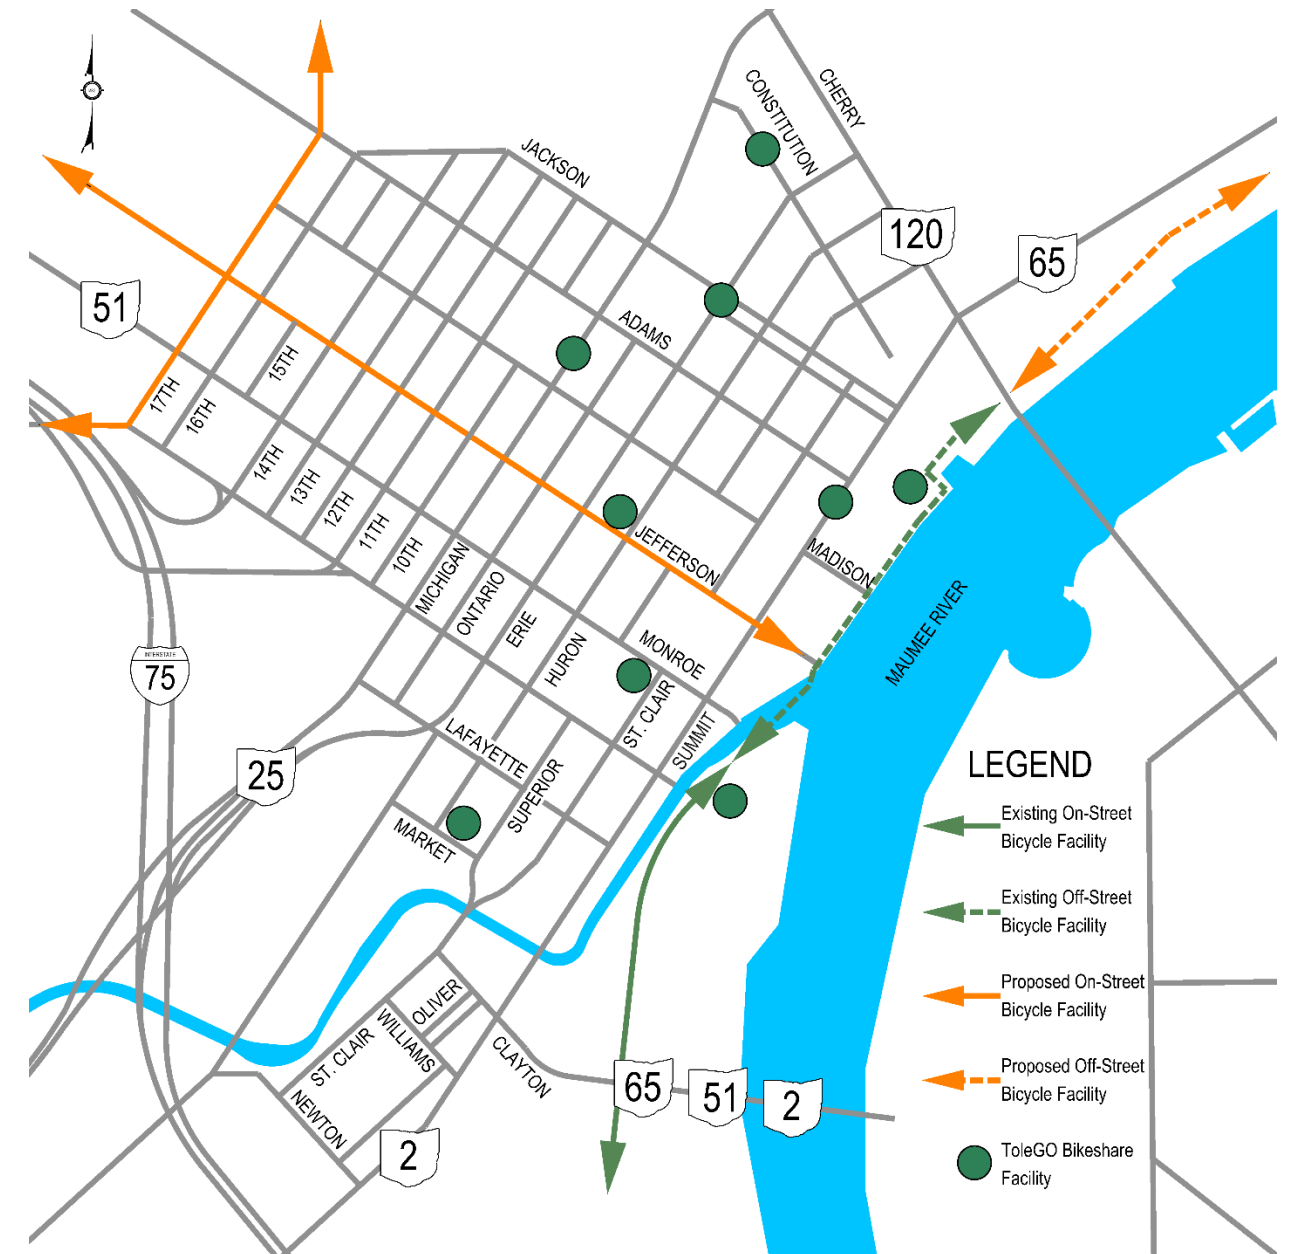 CHERRY
CONSTITUTION
JACKSON
120
65
51
ADAMS
17TH
16TH
15TH
14TH
13TH
12TH
11TH
10TH
MICHIGAN
ONTARIO
ERIE
HURON
JEFFERSON
MADISON
MAUMEE RIVER
MONROE
ST. CLAIR
SUMMIT
INTERSTATE
75
25
LAFAYETTE
SUPERIOR
MARKET
OLIVER
WILLIAMS
ST. CLAIR
NEWTON
CLAYTON
65
51
2
2
LEGEND
Existing On-Street
Bicycle Facility
Existing Off-Street
Bicycle Facility
Proposed On-Street
Bicycle Facility
Proposed Off-Street
Bicycle Facility
ToleGO Bikeshare
Facility